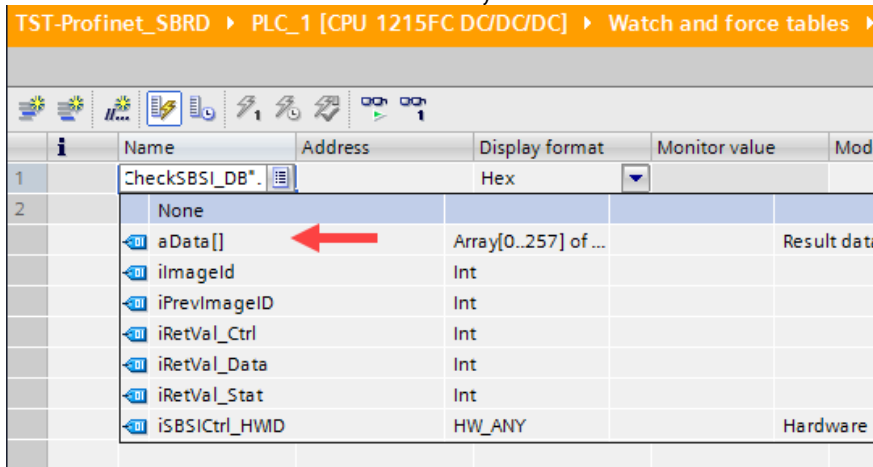 TST-Profinet_SBRD ▸ PLC_1 [CPU 1215FC DC/DC/DC] ▸ Watch and force tables ▸
i Name Address Display format Monitor value Mod
1 CheckSBSI_DB". Hex
2 None
aData[] Array[0..257] of ... Result data
iImageId Int
iPrevImageID Int
iRetVal_Ctrl Int
iRetVal_Data Int
iRetVal_Stat Int
iSBSICtrl_HWID HW_ANY Hardware